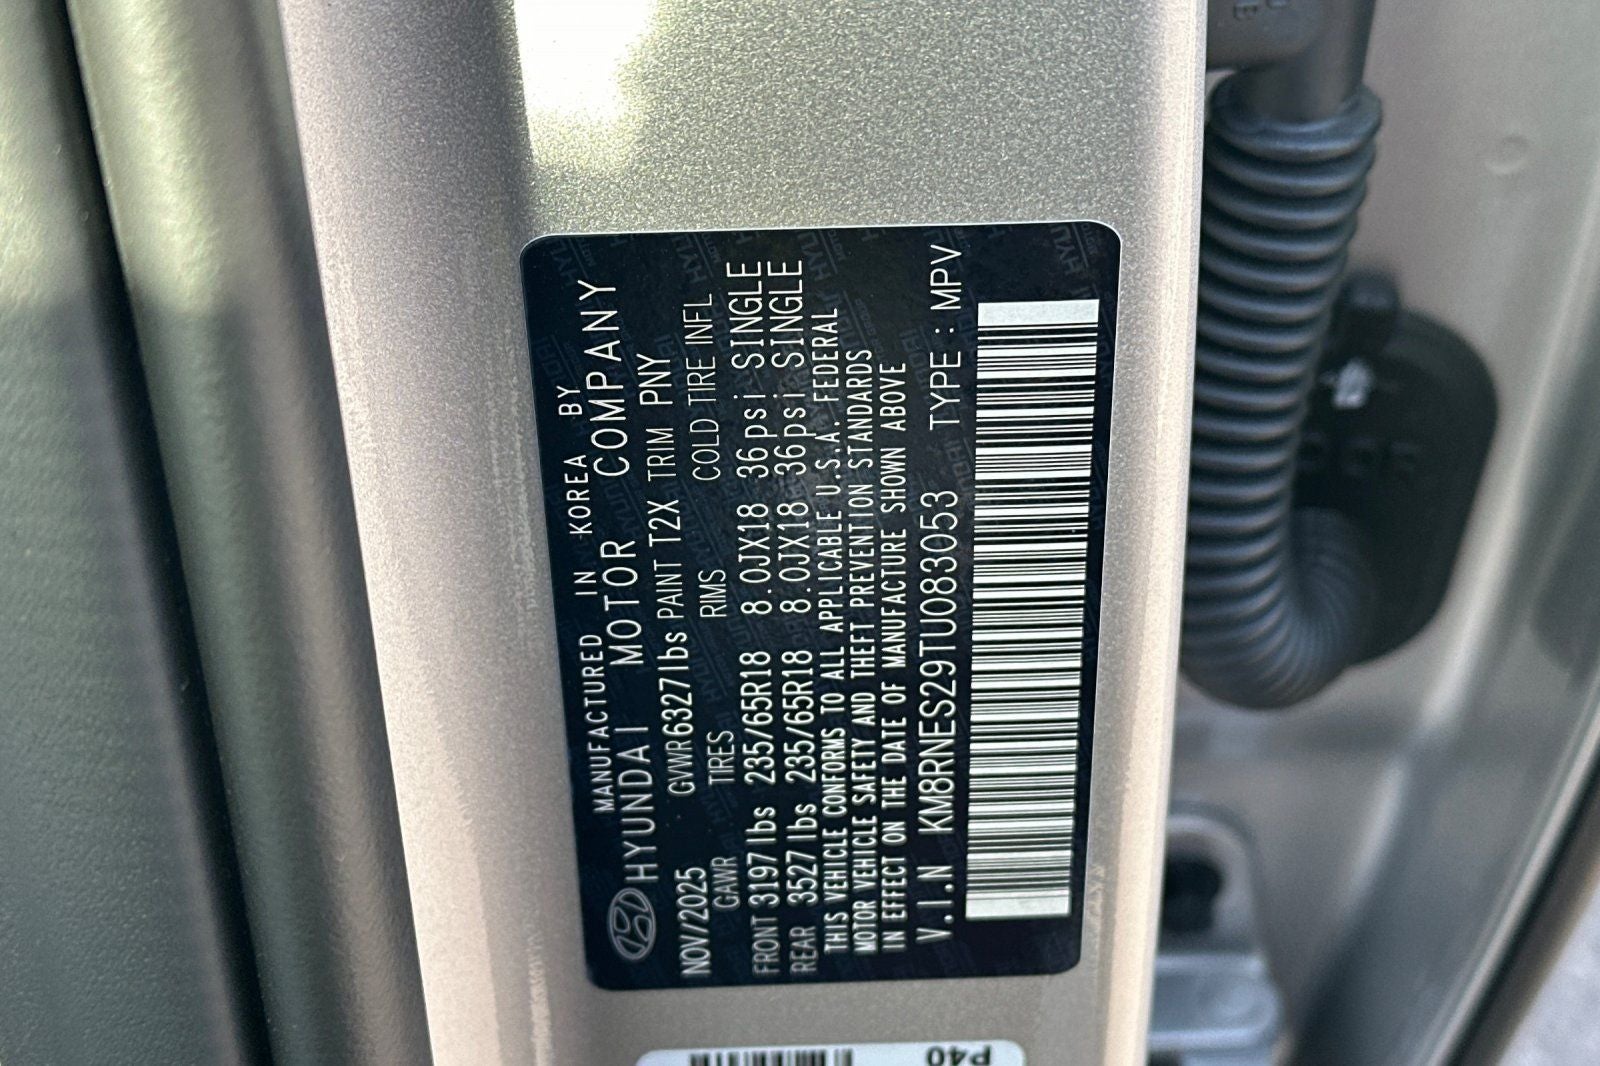 MANUFACTURED IN KOREA BY
HYUNDAI MOTOR COMPANY
NOV/2025 GVWR6327lbs PAINT T2X TRIM PNY
GAWR TIRES RIMS COLD TIRE INFL
FRONT 3197lbs 235/65R18 8.0JX18 36psi SINGLE
REAR 3527lbs 235/65R18 8.0JX18 36psi SINGLE
THIS VEHICLE CONFORMS TO ALL APPLICABLE U.S.A. FEDERAL
MOTOR VEHICLE SAFETY AND THEFT PREVENTION STANDARDS
IN EFFECT ON THE DATE OF MANUFACTURE SHOWN ABOVE
V.I.N KM8RNES29TU083053 TYPE : MPV
P40